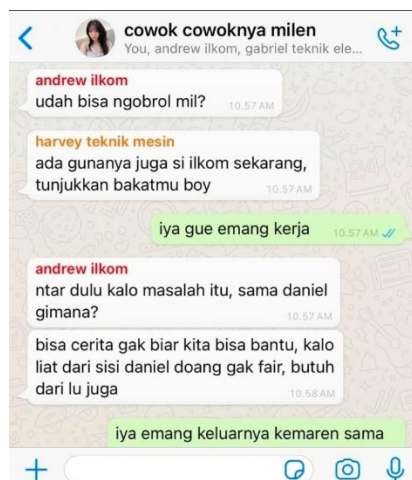 cowok cowoknya milen
You, andrew ilkom, gabriel teknik ele...
andrew ilkom
udah bisa ngobrol mil?
10.57 AM
harvey teknik mesin
ada gunanya juga si ilkom sekarang,
tunjukkan bakatmu boy
10.57 AM
iya gue emang kerja
10.57 AM
andrew ilkom
ntar dulu kalo masalah itu, sama daniel
gimana?
10.57 AM
bisa cerita gak biar kita bisa bantu, kalo
liat dari sisi daniel doang gak fair, butuh
dari lu juga
10.58 AM
iya emang keluarnya kemaren sama